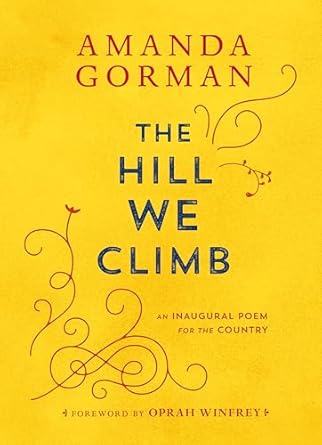 AMANDA
GORMAN
THE
HILL
WE
CLIMB
AN INAUGURAL POEM
FOR THE COUNTRY
FOREWORD BY OPRAH WINFREY